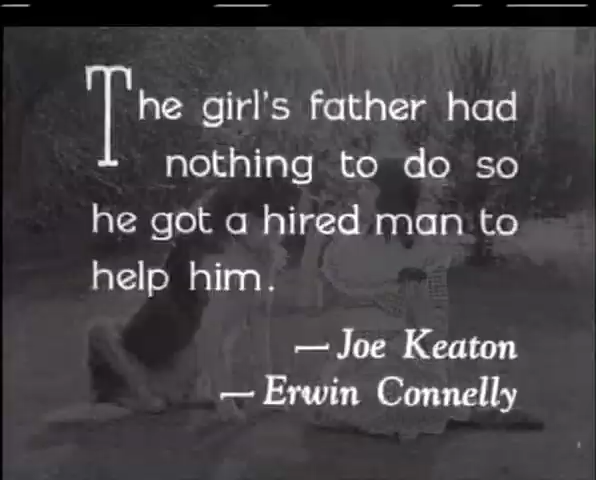 The girl's father had
nothing to do so
he got a hired man to
help him.
— Joe Keaton
— Erwin Connelly